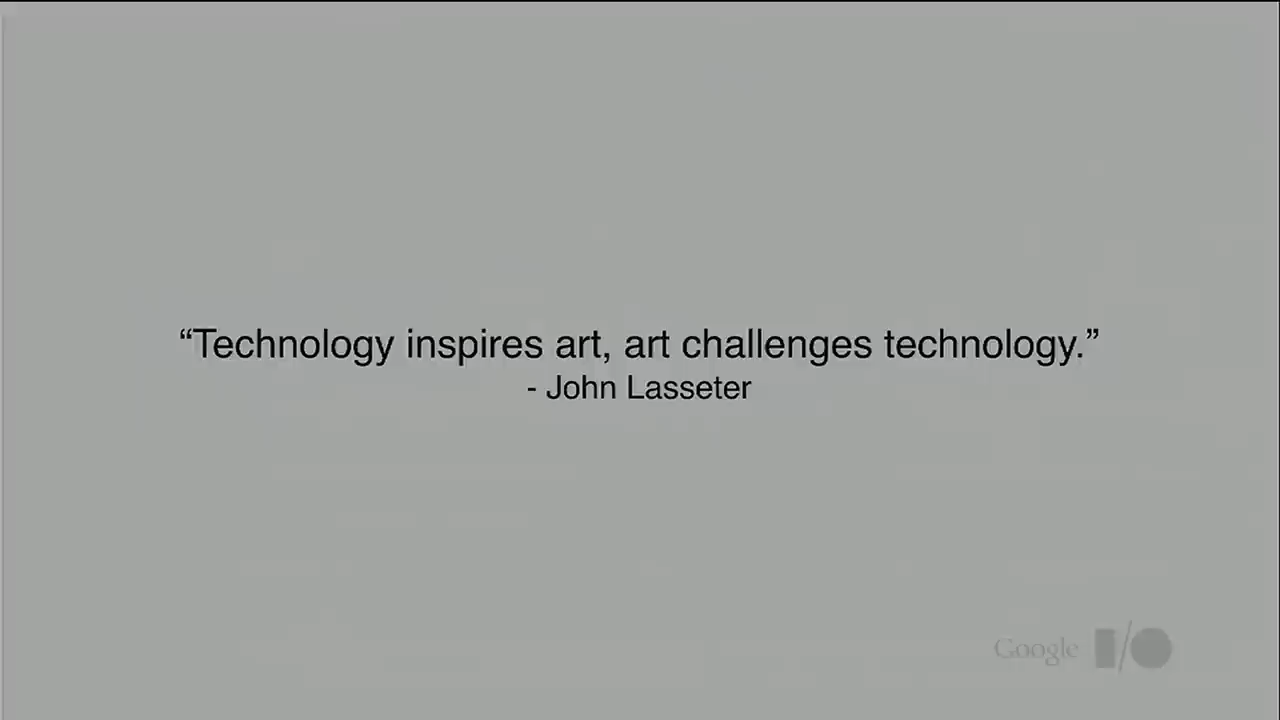 “Technology inspires art, art challenges technology.”
- John Lasseter
Google I/O